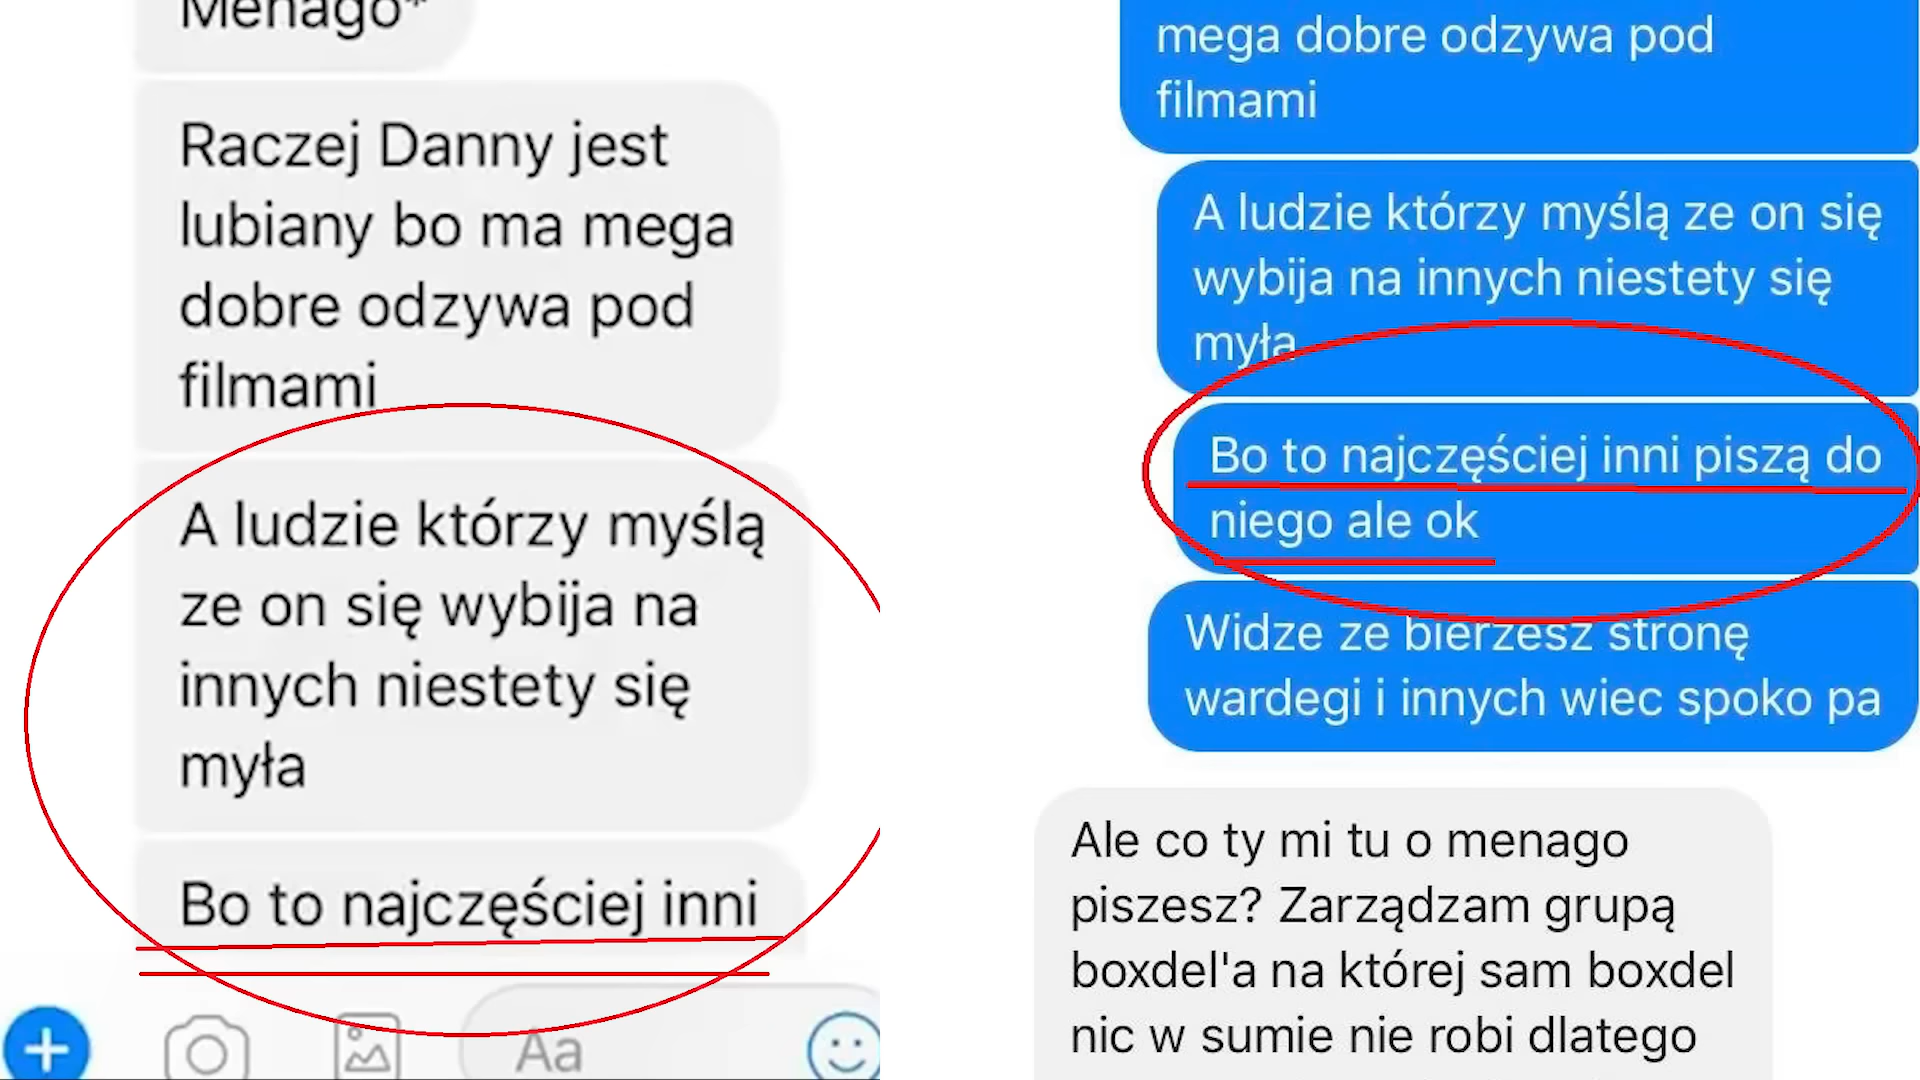 Menago*
Raczej Danny jest
lubiany bo ma mega
dobre odzywa pod
filmami
A ludzie którzy myślą
ze on się wybija na
innych niestety się
myła
Bo to najczęściej inni
Aa
mega dobre odzywa pod
filmami
A ludzie którzy myślą ze on się
wybija na innych niestety się
myła
Bo to najczęściej inni piszą do
niego ale ok
Widze ze bierzesz stronę
wardegi i innych wiec spoko pa
Ale co ty mi tu o menago
piszesz? Zarządzam grupą
boxdel'a na której sam boxdel
nic w sumie nie robi dlatego